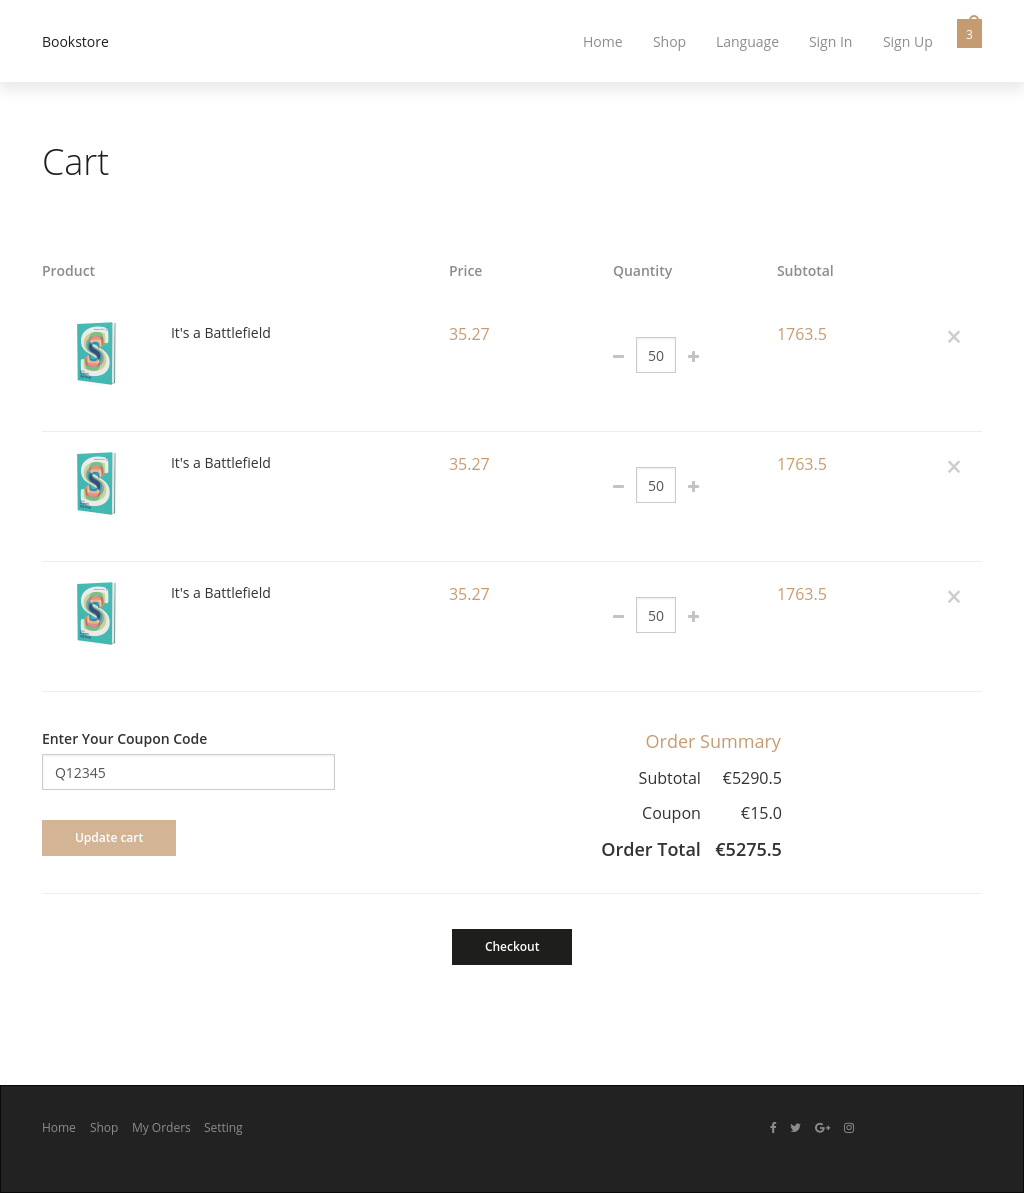 Bookstore
Home Shop Language Sign In Sign Up 3
Cart
Product Price Quantity Subtotal
It's a Battlefield 35.27 50 1763.5
It's a Battlefield 35.27 50 1763.5
It's a Battlefield 35.27 50 1763.5
Enter Your Coupon Code
Q12345
Update cart
Order Summary
Subtotal €5290.5
Coupon €15.0
Order Total €5275.5
Checkout
Home Shop My Orders Setting